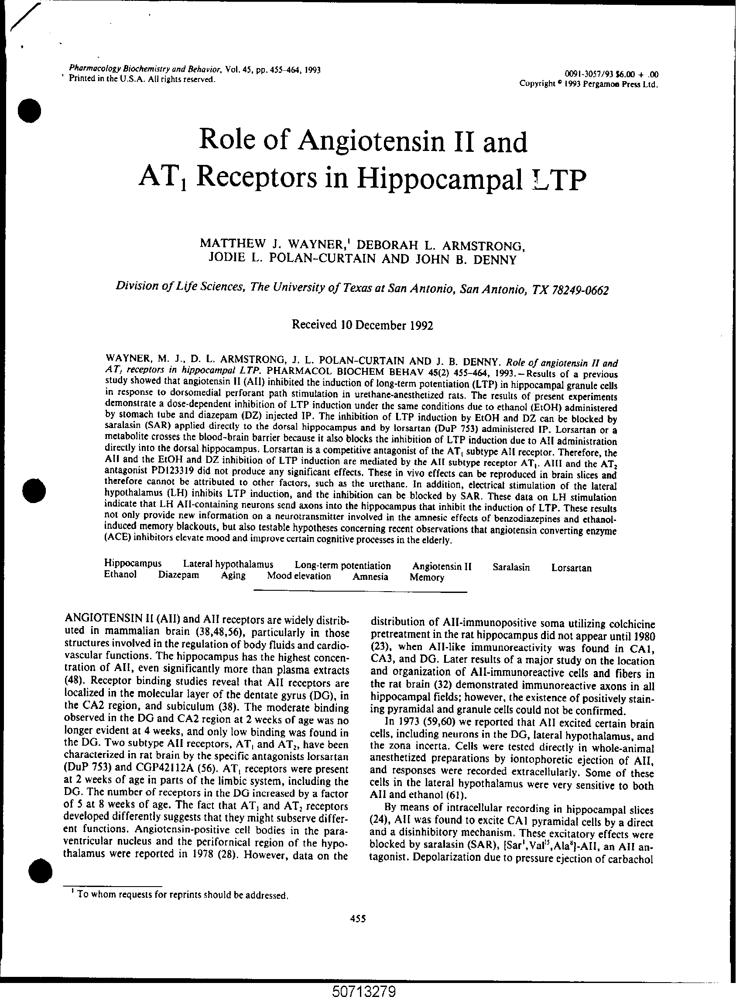 Pharmacology Biochemistry and Behavior, Vol. 45, pp. 455-464, 1993
Printed in the U.S.A. All rights reserved.
0091-3057/93 $6.00 + .00
Copyright © 1993 Pergamon Press Ltd.
Role of Angiotensin II and
AT₁ Receptors in Hippocampal LTP
MATTHEW J. WAYNER,¹ DEBORAH L. ARMSTRONG,
JODIE L. POLAN-CURTAIN AND JOHN B. DENNY
Division of Life Sciences, The University of Texas at San Antonio, San Antonio, TX 78249-0662
Received 10 December 1992
WAYNER, M. J., D. L. ARMSTRONG, J. L. POLAN-CURTAIN AND J. B. DENNY. Role of angiotensin II and
AT₁ receptors in hippocampal LTP. PHARMACOL BIOCHEM BEHAV 45(2) 455-464, 1993.—Results of a previous
study showed that angiotensin II (AII) inhibited the induction of long-term potentiation (LTP) in hippocampal granule cells
in response to dorsomedial perforant path stimulation in urethane-anesthetized rats. The results of present experiments
demonstrate a dose-dependent inhibition of LTP induction under the same conditions due to ethanol (EtOH) administered
by stomach tube and diazepam (DZ) injected IP. The inhibition of LTP induction by EtOH and DZ can be blocked by
saralasin (SAR) applied directly to the dorsal hippocampus and by lorsartan (DuP 753) administered IP. Lorsartan or a
metabolite crosses the blood-brain barrier because it also blocks the inhibition of LTP induction due to AII administration
directly into the dorsal hippocampus. Lorsartan is a competitive antagonist of the AT₁ subtype AII receptor. Therefore, the
AII and the EtOH and DZ inhibition of LTP induction are mediated by the AII subtype receptor AT₁. AIII and the AT₂
antagonist PD123319 did not produce any significant effects. These in vivo effects can be reproduced in brain slices and
therefore cannot be attributed to other factors, such as the urethane. In addition, electrical stimulation of the lateral
hypothalamus (LH) inhibits LTP induction, and the inhibition can be blocked by SAR. These data on LH stimulation
indicate that LH AII-containing neurons send axons into the hippocampus that inhibit the induction of LTP. These results
not only provide new information on a neurotransmitter involved in the amnesic effects of benzodiazepines and ethanol-
induced memory blackouts, but also testable hypotheses concerning recent observations that angiotensin converting enzyme
(ACE) inhibitors elevate mood and improve certain cognitive processes in the elderly.
Hippocampus Lateral hypothalamus Long-term potentiation Angiotensin II Saralasin Lorsartan
Ethanol Diazepam Aging Mood elevation Amnesia Memory
ANGIOTENSIN II (AII) and AII receptors are widely distrib-
uted in mammalian brain (38,48,56), particularly in those
structures involved in the regulation of body fluids and cardio-
vascular functions. The hippocampus has the highest concen-
tration of AII, even significantly more than plasma extracts
(48). Receptor binding studies reveal that AII receptors are
localized in the molecular layer of the dentate gyrus (DG), in
the CA2 region, and subiculum (38). The moderate binding
observed in the DG and CA2 region at 2 weeks of age was no
longer evident at 4 weeks, and only low binding was found in
the DG. Two subtype AII receptors, AT₁ and AT₂, have been
characterized in rat brain by the specific antagonists lorsartan
(DuP 753) and CGP42112A (56). AT₁ receptors were present
at 2 weeks of age in parts of the limbic system, including the
DG. The number of receptors in the DG increased by a factor
of 5 at 8 weeks of age. The fact that AT₁ and AT₂ receptors
developed differently suggests that they might subserve differ-
ent functions. Angiotensin-positive cell bodies in the para-
ventricular nucleus and the perifornical region of the hypo-
thalamus were reported in 1978 (28). However, data on the
distribution of AII-immunopositive soma utilizing colchicine
pretreatment in the rat hippocampus did not appear until 1980
(23), when AII-like immunoreactivity was found in CA1,
CA3, and DG. Later results of a major study on the location
and organization of AII-immunoreactive cells and fibers in
the rat brain (32) demonstrated immunoreactive axons in all
hippocampal fields; however, the existence of positively stain-
ing pyramidal and granule cells could not be confirmed.
In 1973 (59,60) we reported that AII excited certain brain
cells, including neurons in the DG, lateral hypothalamus, and
the zona incerta. Cells were tested directly in whole-animal
anesthetized preparations by iontophoretic ejection of AII,
and responses were recorded extracellularly. Some of these
cells in the lateral hypothalamus were very sensitive to both
AII and ethanol (61).
By means of intracellular recording in hippocampal slices
(24), AII was found to excite CA1 pyramidal cells by a direct
and a disinhibitory mechanism. These excitatory effects were
blocked by saralasin (SAR), [Sar¹,Val⁵,Ala⁸]-AII, an AII an-
tagonist. Depolarization due to pressure ejection of carbachol
¹ To whom requests for reprints should be addressed.
455
50713279